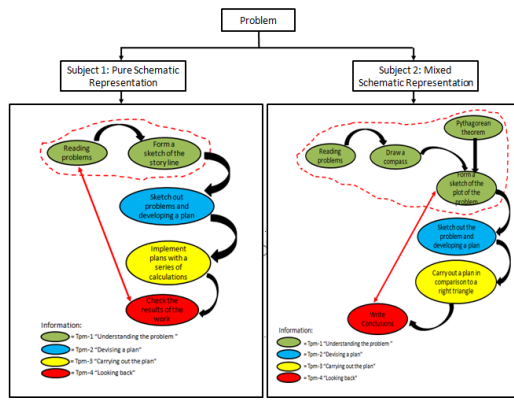 Problem
Subject 1: Pure Schematic
Representation
Subject 2: Mixed
Schematic Representation
Reading
problems
Form a
sketch of the
story line
Sketch out
problems and
developing a plan
Implement
plans with a
series of
calculations
Check the
results of the
work
Information:
= Tpm-1 "Understanding the problem "
= Tpm-2 "Devising a plan"
= Tpm-3 "Carrying out the plan"
= Tpm-4 "Looking back"
Pythagorean
theorem
Reading
problems
Draw a
compass
Form a
sketch of the
plot of the
problem
Sketch out the
problem and
developing a plan
Carry out a plan in
comparison to a
right triangle
Write
conclusions
Information:
= Tpm-1 "Understanding the problem "
= Tpm-2 "Devising a plan"
= Tpm-3 "Carrying out the plan"
= Tpm-4 "Looking back"